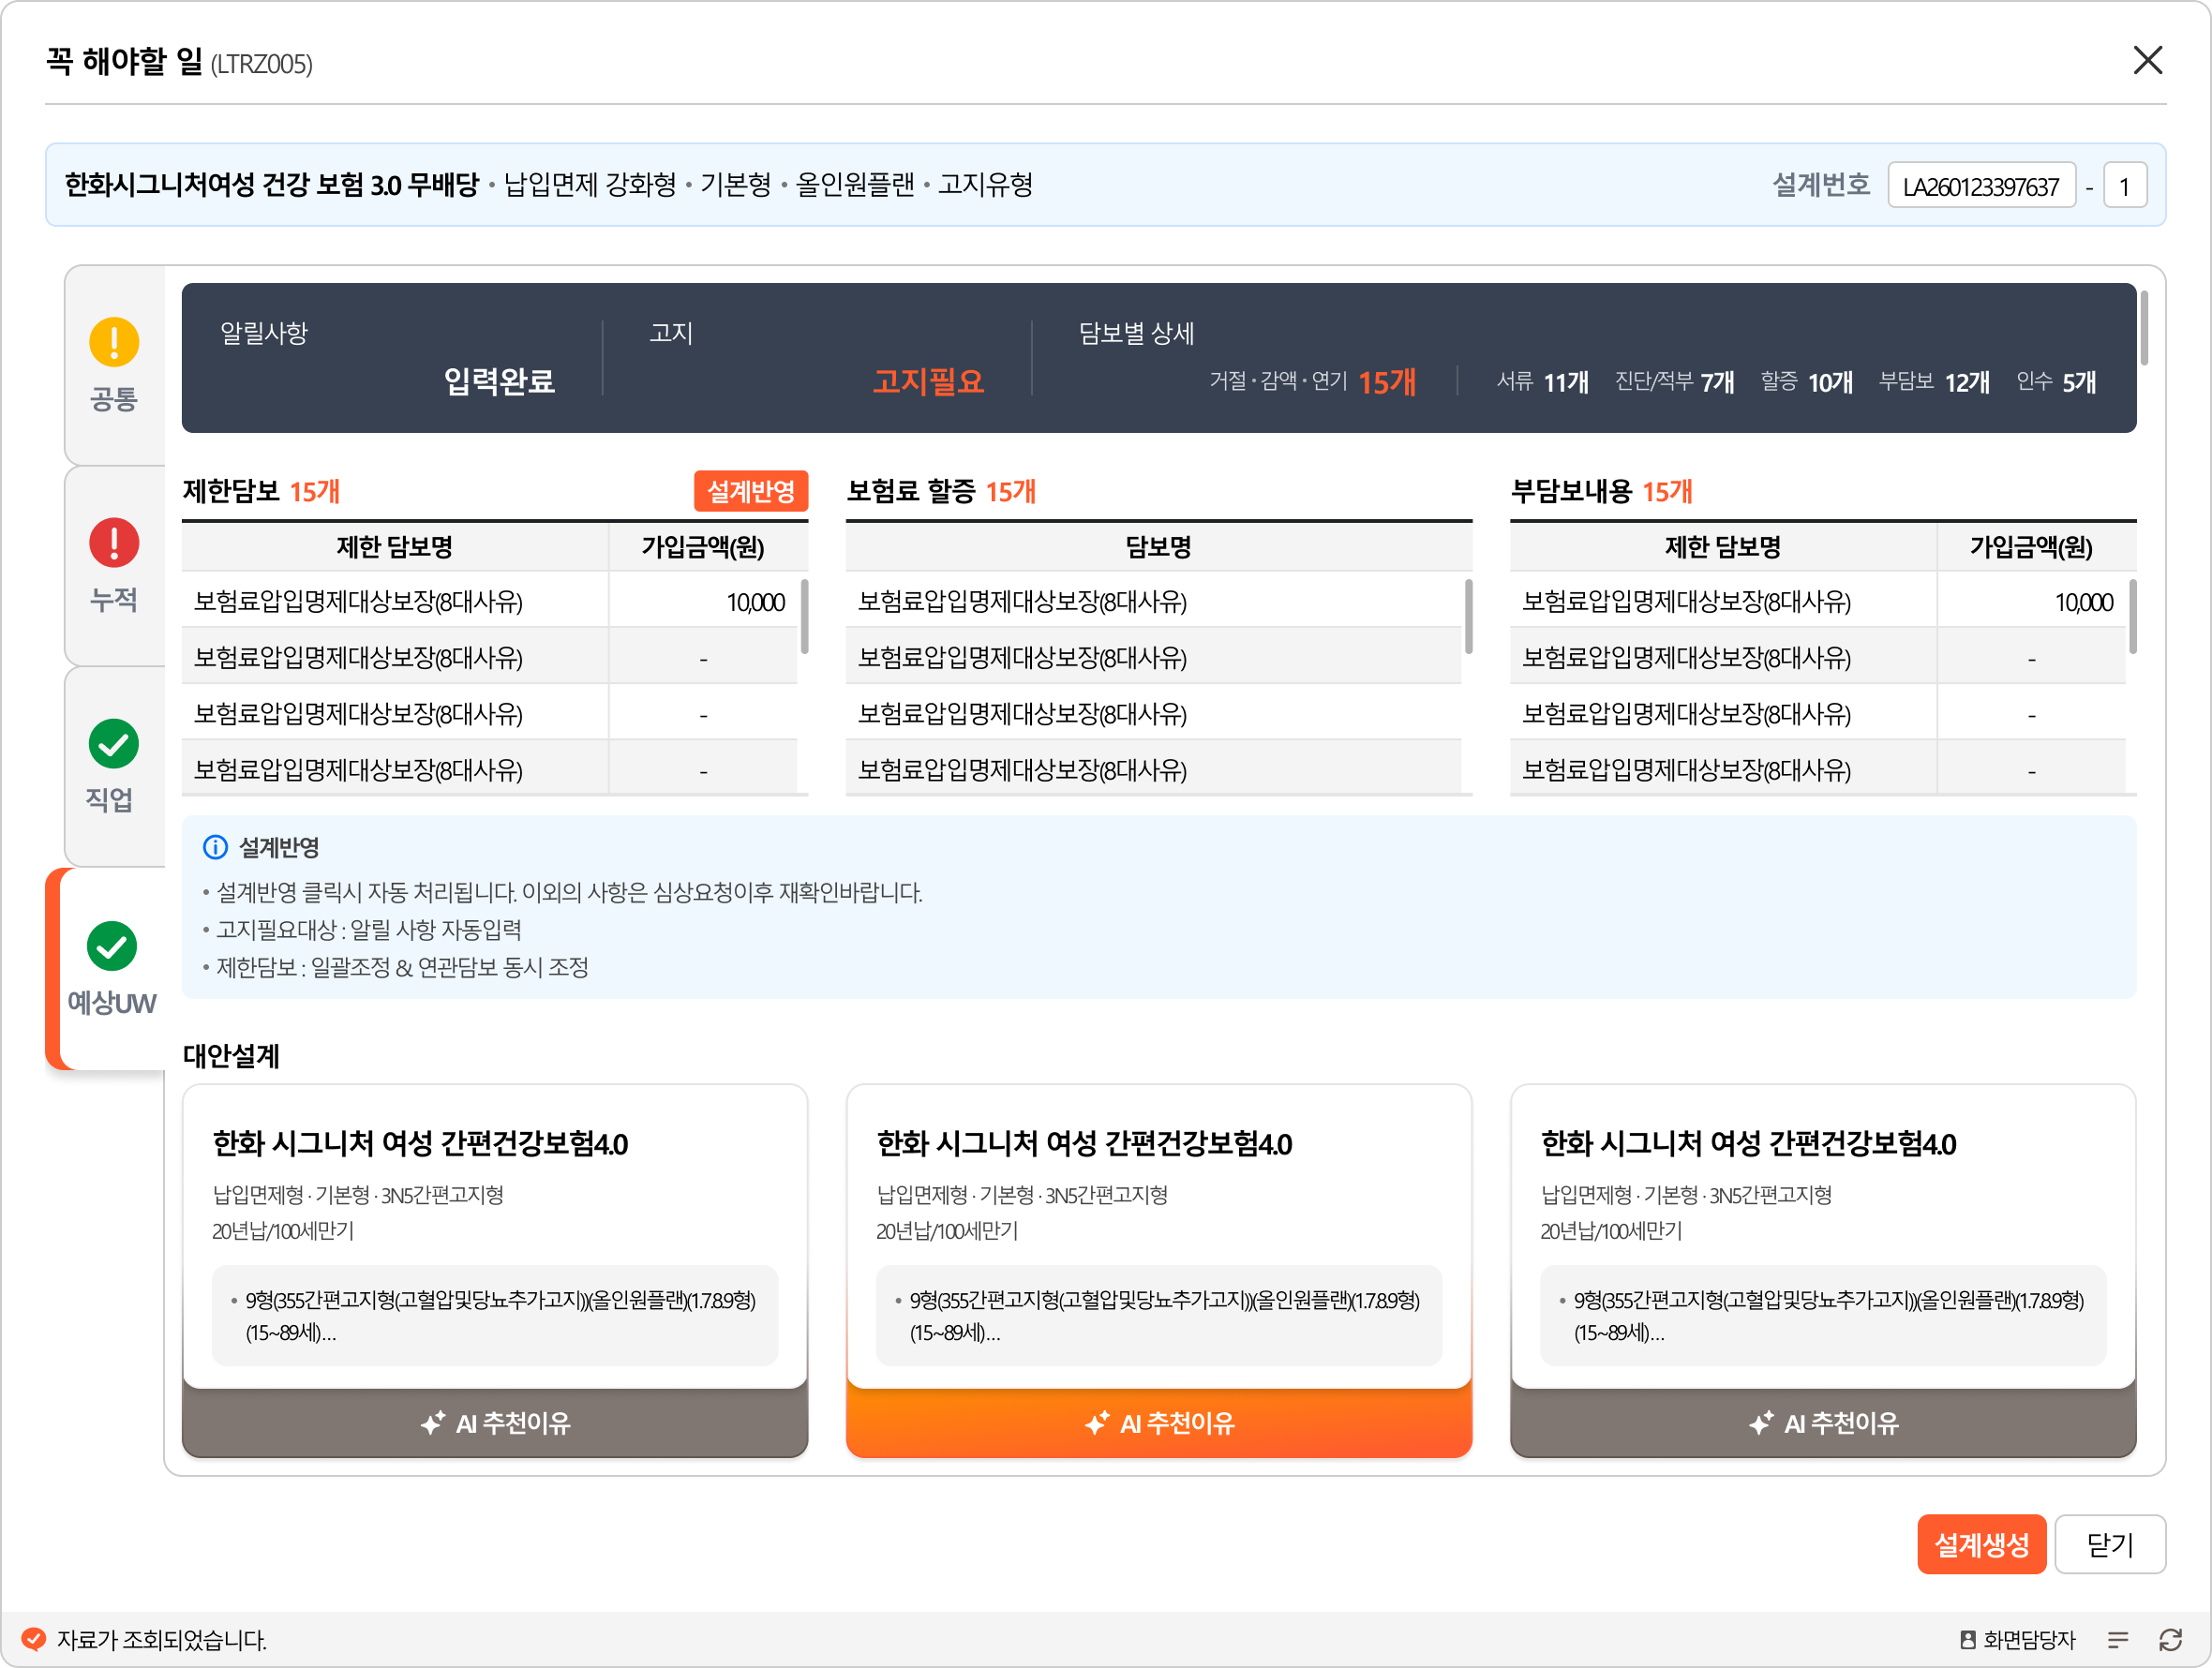 꼭 해야할 일 (LTRZ005)
한화시그니처여성 건강 보험 3.0 무배당 • 납입면제 강화형 • 기본형 • 올인원플랜 • 고지유형
설계번호 LA260123397637 - 1
공통
누적
직업
예상UW
알릴사항
입력완료
고지
고지필요
담보별 상세
거절 • 감액 • 연기 15개 서류 11개 진단/적부 7개 할증 10개 부담보 12개 인수 5개
제한담보 15개 설계반영
제한 담보명 가입금액(원)
보험료압입명제대상보장(8대사유) 10,000
보험료압입명제대상보장(8대사유) -
보험료압입명제대상보장(8대사유) -
보험료압입명제대상보장(8대사유) -
보험료 할증 15개
담보명
보험료압입명제대상보장(8대사유)
보험료압입명제대상보장(8대사유)
보험료압입명제대상보장(8대사유)
보험료압입명제대상보장(8대사유)
부담보내용 15개
제한 담보명 가입금액(원)
보험료압입명제대상보장(8대사유) 10,000
보험료압입명제대상보장(8대사유) -
보험료압입명제대상보장(8대사유) -
보험료압입명제대상보장(8대사유) -
설계반영
• 설계반영 클릭시 자동 처리됩니다. 이외의 사항은 심상요청이후 재확인바랍니다.
• 고지필요대상 : 알릴 사항 자동입력
• 제한담보 : 일괄조정 & 연관담보 동시 조정
대안설계
한화 시그니처 여성 간편건강보험4.0
납입면제형 · 기본형 · 3N5간편고지형
20년납/100세만기
• 9형(355간편고지형(고혈압및당뇨추가고지))(올인원플랜)(1.7.8.9형)
(15~89세)...
AI 추천이유
한화 시그니처 여성 간편건강보험4.0
납입면제형 · 기본형 · 3N5간편고지형
20년납/100세만기
• 9형(355간편고지형(고혈압및당뇨추가고지))(올인원플랜)(1.7.8.9형)
(15~89세)...
AI 추천이유
한화 시그니처 여성 간편건강보험4.0
납입면제형 · 기본형 · 3N5간편고지형
20년납/100세만기
• 9형(355간편고지형(고혈압및당뇨추가고지))(올인원플랜)(1.7.8.9형)
(15~89세)...
AI 추천이유
설계생성 닫기
자료가 조회되었습니다.
화면담당자